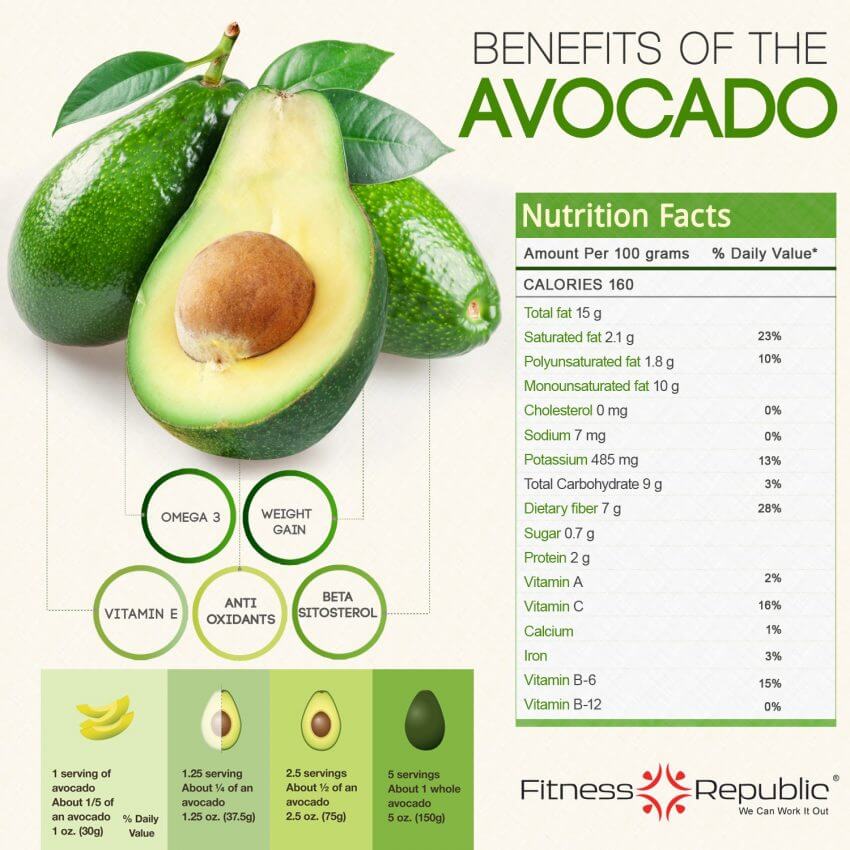 BENEFITS OF THE
AVOCADO
Nutrition Facts
Amount Per 100 grams % Daily Value*
CALORIES 160
Total fat 15 g
Saturated fat 2.1 g 23%
Polyunsaturated fat 1.8 g 10%
Monounsaturated fat 10 g
Cholesterol 0 mg 0%
Sodium 7 mg 0%
Potassium 485 mg 13%
Total Carbohydrate 9 g 3%
Dietary fiber 7 g 28%
Sugar 0.7 g
Protein 2 g
Vitamin A 2%
Vitamin C 16%
Calcium 1%
Iron 3%
Vitamin B-6 15%
Vitamin B-12 0%
OMEGA 3
WEIGHT
GAIN
VITAMIN E
ANTI
OXIDANTS
BETA
SITOSTEROL
1 serving of
avocado
About 1/5 of
an avocado
1 oz. (30g)
% Daily
Value
1.25 serving
About ¼ of an
avocado
1.25 oz. (37.5g)
2.5 servings
About ½ of an
avocado
2.5 oz. (75g)
5 servings
About 1 whole
avocado
5 oz. (150g)
Fitness Republic®
We Can Work It Out